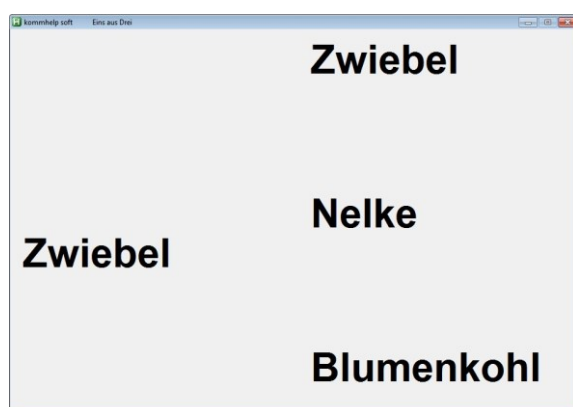 kommhelp soft Eins aus Drei
Zwiebel
Nelke
Zwiebel
Blumenkohl